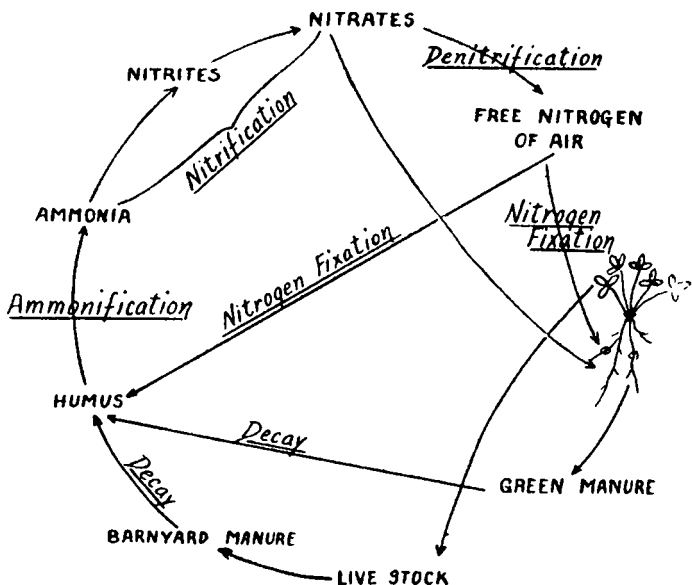 NITRATES
Denitrification
NITRITES
FREE NITROGEN
OF AIR
Nitrification
AMMONIA
Nitrogen
Fixation
Nitrogen Fixation
Ammonification
HUMUS
Decay
Decay
GREEN MANURE
BARNYARD MANURE
LIVE STOCK